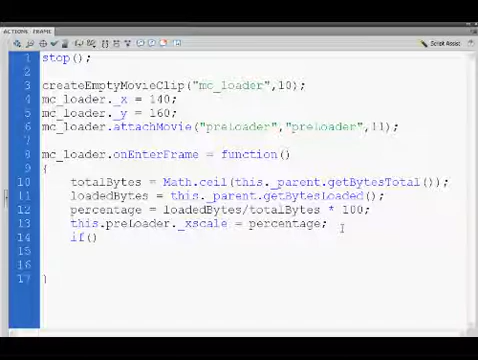 ACTIONS - FRAME
Script Assist
1 stop();
2
3 createEmptyMovieClip("mc_loader",10);
4 mc_loader._x = 140;
5 mc_loader._y = 160;
6 mc_loader.attachMovie("preLoader","preLoader",11);
7
8 mc_loader.onEnterFrame = function()
9 {
10 totalBytes = Math.ceil(this._parent.getBytesTotal());
11 loadedBytes = this._parent.getBytesLoaded();
12 percentage = loadedBytes/totalBytes * 100;
13 this.preLoader._xscale = percentage;
14 if()
15
16
17 }